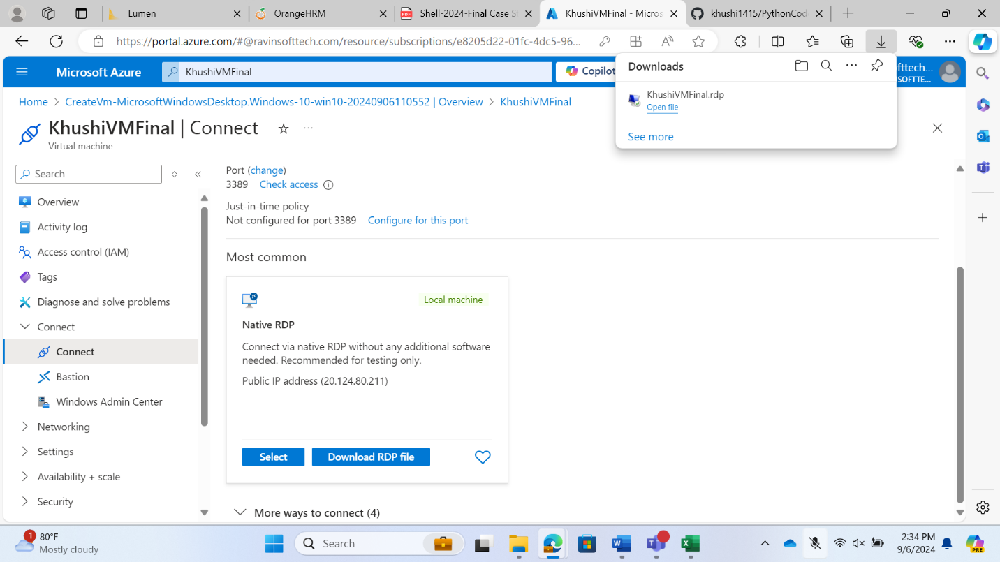 Lumen
OrangeHRM
Shell-2024-Final Case S
KhushiVMFinal - Micros
khushi1415/PythonCod
https://portal.azure.com/#@ravinsofttech.com/resource/subscriptions/e8205d22-01fc-4dc5-96...
Microsoft Azure
KhushiVMFinal
Copilot
fttech...
SOFTTE...
Downloads
KhushiVMFinal.rdp
Open file
See more
Home > CreateVm-MicrosoftWindowsDesktop.Windows-10-win10-20240906110552 | Overview > KhushiVMFinal
KhushiVMFinal | Connect
Virtual machine
Search
Overview
Activity log
Access control (IAM)
Tags
Diagnose and solve problems
Connect
Connect
Bastion
Windows Admin Center
Networking
Settings
Availability + scale
Security
Port (change)
3389 Check access
Just-in-time policy
Not configured for port 3389 Configure for this port
Most common
Local machine
Native RDP
Connect via native RDP without any additional software
needed. Recommended for testing only.
Public IP address (20.124.80.211)
Select
Download RDP file
More ways to connect (4)
1
80°F
Mostly cloudy
Search
2:34 PM
9/6/2024
PRE